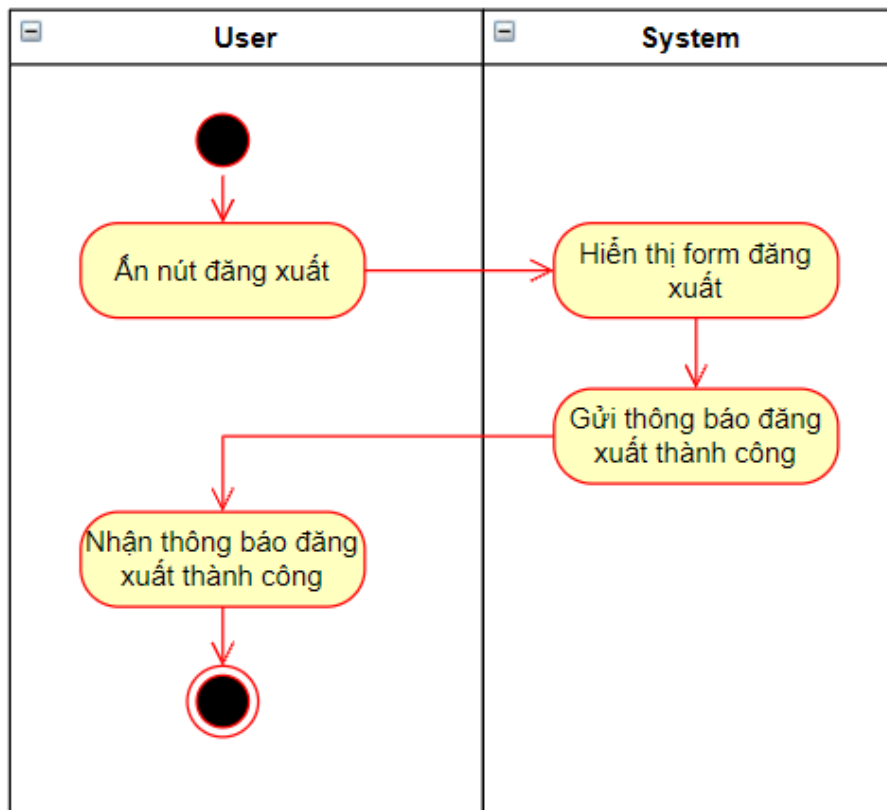 User
System
Ấn nút đăng xuất
Hiển thị form đăng
xuất
Gửi thông báo đăng
xuất thành công
Nhận thông báo đăng
xuất thành công